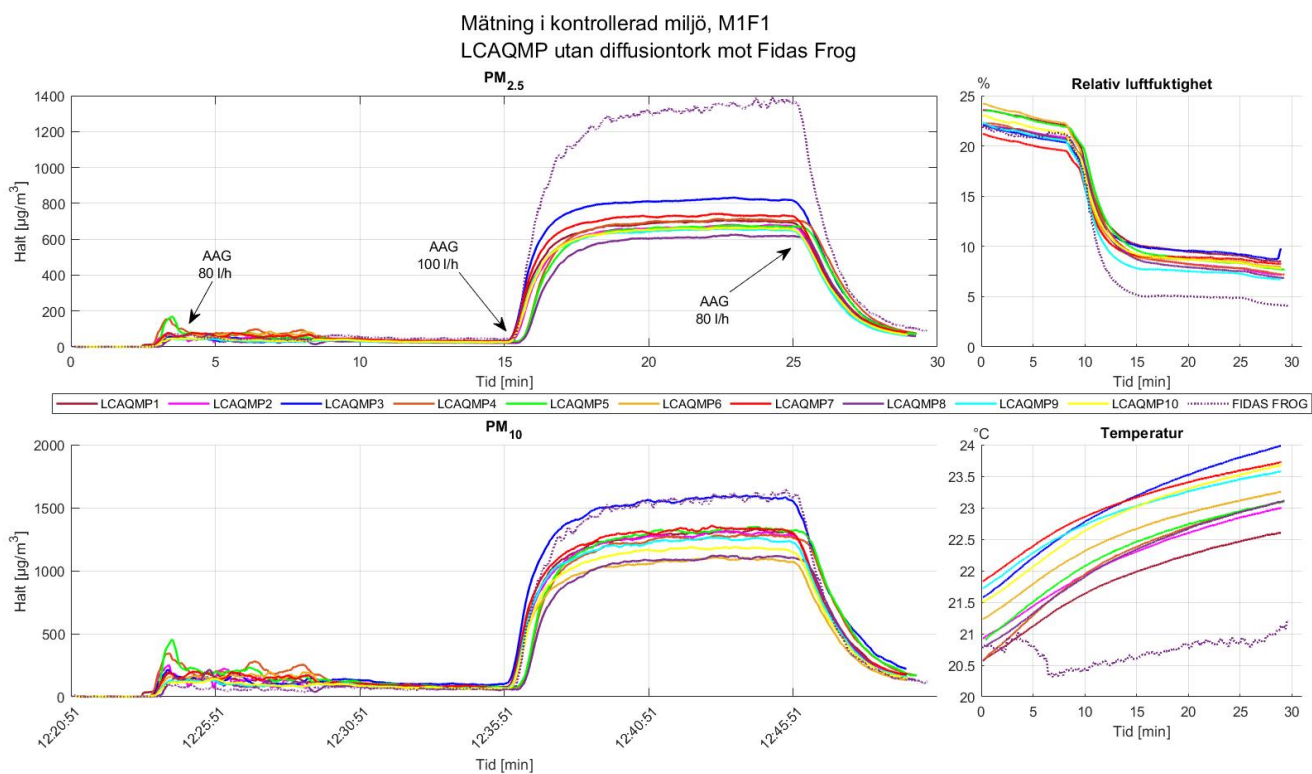 Mätning i kontrollerad miljö, M1F1
LCAQMP utan diffusiontork mot Fidas Frog
PM2.5
Halt [µg/m³]
1400
1200
1000
800
600
400
200
0
AAG
80 l/h
AAG
100 l/h
AAG
80 l/h
0 5 10 15 20 25 30
Tid [min]
% Relativ luftfuktighet
25
20
15
10
5
0
0 5 10 15 20 25 30
Tid [min]
LCAQMP1 LCAQMP2 LCAQMP3 LCAQMP4 LCAQMP5 LCAQMP6 LCAQMP7 LCAQMP8 LCAQMP9 LCAQMP10 FIDAS FROG
PM10
Halt [µg/m³]
2000
1500
1000
500
0
12:20:51 12:25:51 12:30:51 12:35:51 12:40:51 12:45:51
Tid [min]
°C Temperatur
24
23.5
23
22.5
22
21.5
21
20.5
20
0 5 10 15 20 25 30
Tid [min]